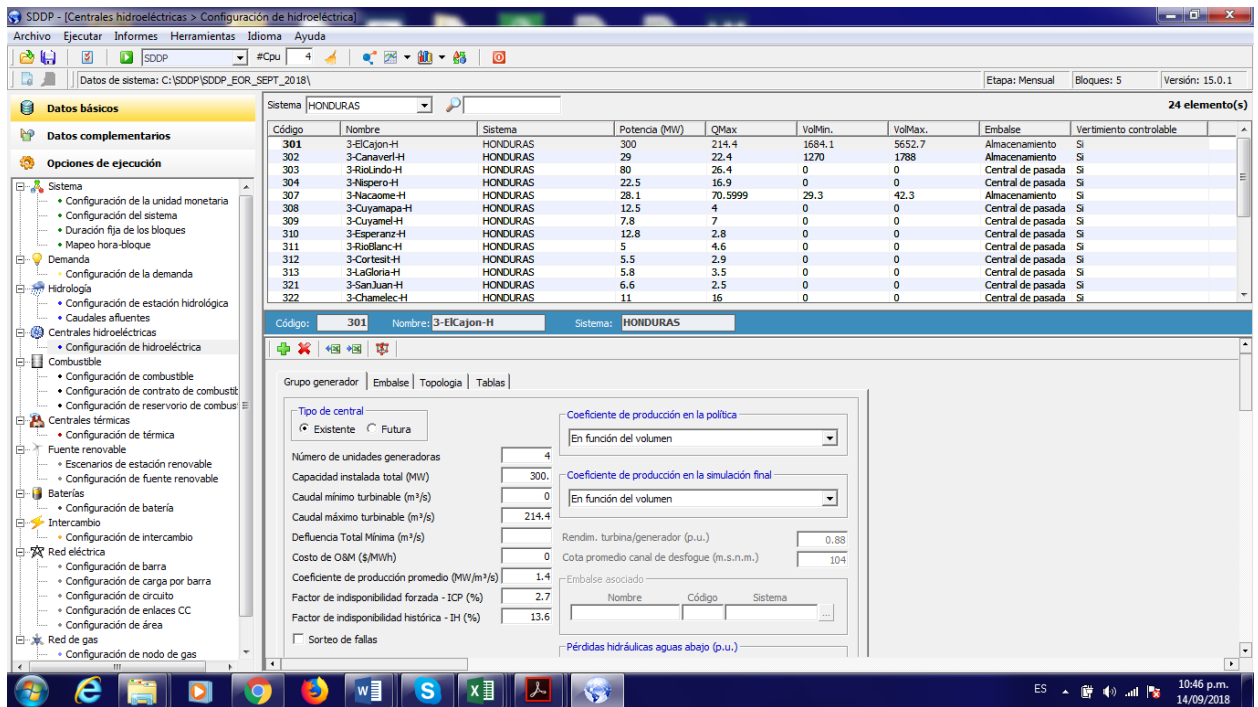 SDDP - [Centrales hidroeléctricas > Configuración de hidroeléctrica]
Archivo Ejecutar Informes Herramientas Idioma Ayuda
SDDP #Cpu 4
Datos de sistema: C:\SDDP\SDDP_EOR_SEPT_2018\ Etapa: Mensual Bloques: 5 Versión: 15.0.1
Datos básicos
Datos complementarios
Opciones de ejecución
Sistema
Configuración de la unidad monetaria
Configuración del sistema
Duración fija de los bloques
Mapeo hora-bloque
Demanda
Configuración de la demanda
Hidrología
Configuración de estación hidrológica
Caudales afluentes
Centrales hidroeléctricas
Configuración de hidroeléctrica
Combustible
Configuración de combustible
Configuración de contrato de combustib
Configuración de reservorio de combus
Centrales térmicas
Configuración de térmica
Fuente renovable
Escenarios de estación renovable
Configuración de fuente renovable
Baterías
Configuración de batería
Intercambio
Configuración de intercambio
Red eléctrica
Configuración de barra
Configuración de carga por barra
Configuración de circuito
Configuración de enlaces CC
Configuración de área
Red de gas
Configuración de nodo de gas
Sistema HONDURAS 24 elemento(s)
Código Nombre Sistema Potencia (MW) QMax VolMin. VolMax. Embalse Vertimiento controlable
301 3-ElCajon-H HONDURAS 300 214.4 1684.1 5652.7 Almacenamiento Si
302 3-Canaverl-H HONDURAS 29 22.4 1270 1788 Almacenamiento Si
303 3-RioLindo-H HONDURAS 80 26.4 0 0 Central de pasada Si
304 3-Nispero-H HONDURAS 22.5 16.9 0 0 Central de pasada Si
307 3-Nacaome-H HONDURAS 28.1 70.5999 29.3 42.3 Almacenamiento Si
308 3-Cuyamapa-H HONDURAS 12.5 4 0 0 Central de pasada Si
309 3-Cuyamel-H HONDURAS 7.8 7 0 0 Central de pasada Si
310 3-Esperanz-H HONDURAS 12.8 2.8 0 0 Central de pasada Si
311 3-RioBlanc-H HONDURAS 5 4.6 0 0 Central de pasada Si
312 3-Cortesit-H HONDURAS 5.5 2.9 0 0 Central de pasada Si
313 3-LaGloria-H HONDURAS 5.8 3.5 0 0 Central de pasada Si
321 3-SanJuan-H HONDURAS 6.6 2.5 0 0 Central de pasada Si
322 3-Chamelec-H HONDURAS 11 16 0 0 Central de pasada Si
Código: 301 Nombre: 3-ElCajon-H Sistema: HONDURAS
Grupo generador Embalse Topologia Tablas
Tipo de central
Existente Futura
Número de unidades generadoras 4
Capacidad instalada total (MW) 300.
Caudal mínimo turbinable (m³/s) 0
Caudal máximo turbinable (m³/s) 214.4
Defluencia Total Mínima (m³/s)
Costo de O&M ($/MWh) 0
Coeficiente de producción promedio (MW/m³/s) 1.4
Factor de indisponibilidad forzada - ICP (%) 2.7
Factor de indisponibilidad histórica - IH (%) 13.6
Sorteo de fallas
Coeficiente de producción en la política
En función del volumen
Coeficiente de producción en la simulación final
En función del volumen
Rendim. turbina/generador (p.u.) 0.88
Cota promedio canal de desfogue (m.s.n.m.) 104
Embalse asociado
Nombre Código Sistema
...
Pérdidas hidráulicas aguas abajo (p.u.)
ES 10:46 p.m.
14/09/2018